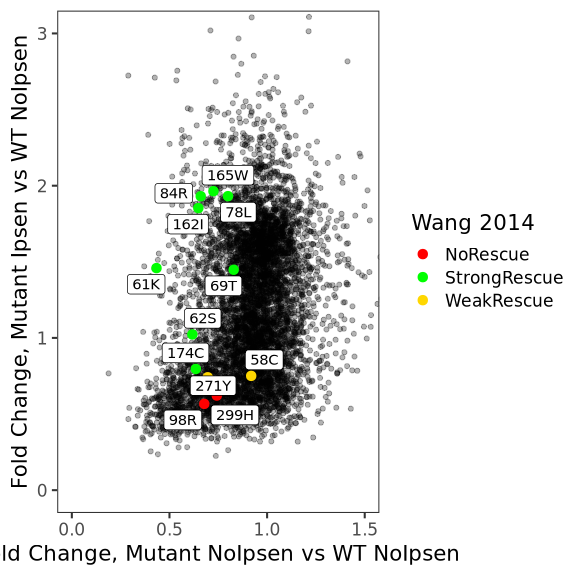 Fold Change, Mutant Ipsen vs WT NoIpsen
3
2
1
0
165W
84R
78L
162I
61K
69T
62S
174C
58C
271Y
98R
299H
0.0
0.5
1.0
1.5
ld Change, Mutant NoIpsen vs WT NoIpsen
Wang 2014
NoRescue
StrongRescue
WeakRescue